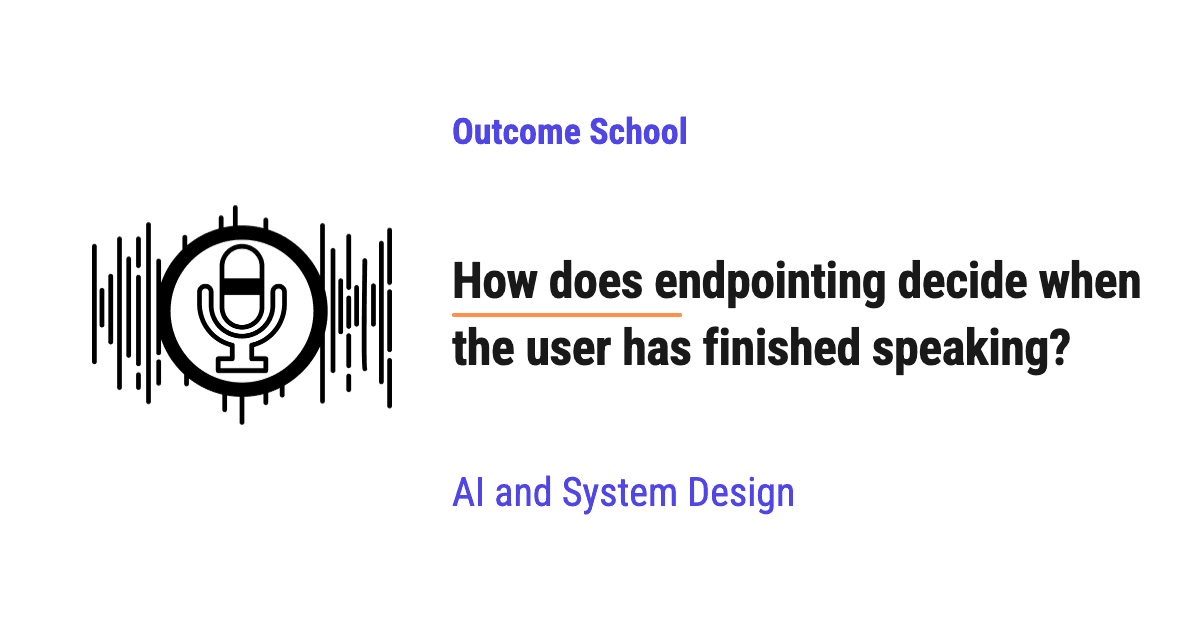 Outcome School
How does endpointing decide when
the user has finished speaking?
AI and System Design